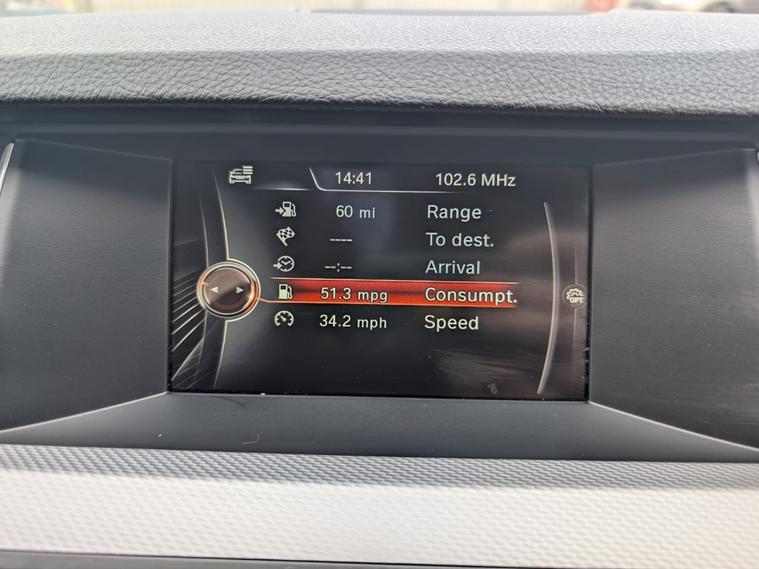 14:41 102.6 MHz
60 mi Range
---- To dest.
--:-- Arrival
51.3 mpg Consumpt.
34.2 mph Speed
OPT